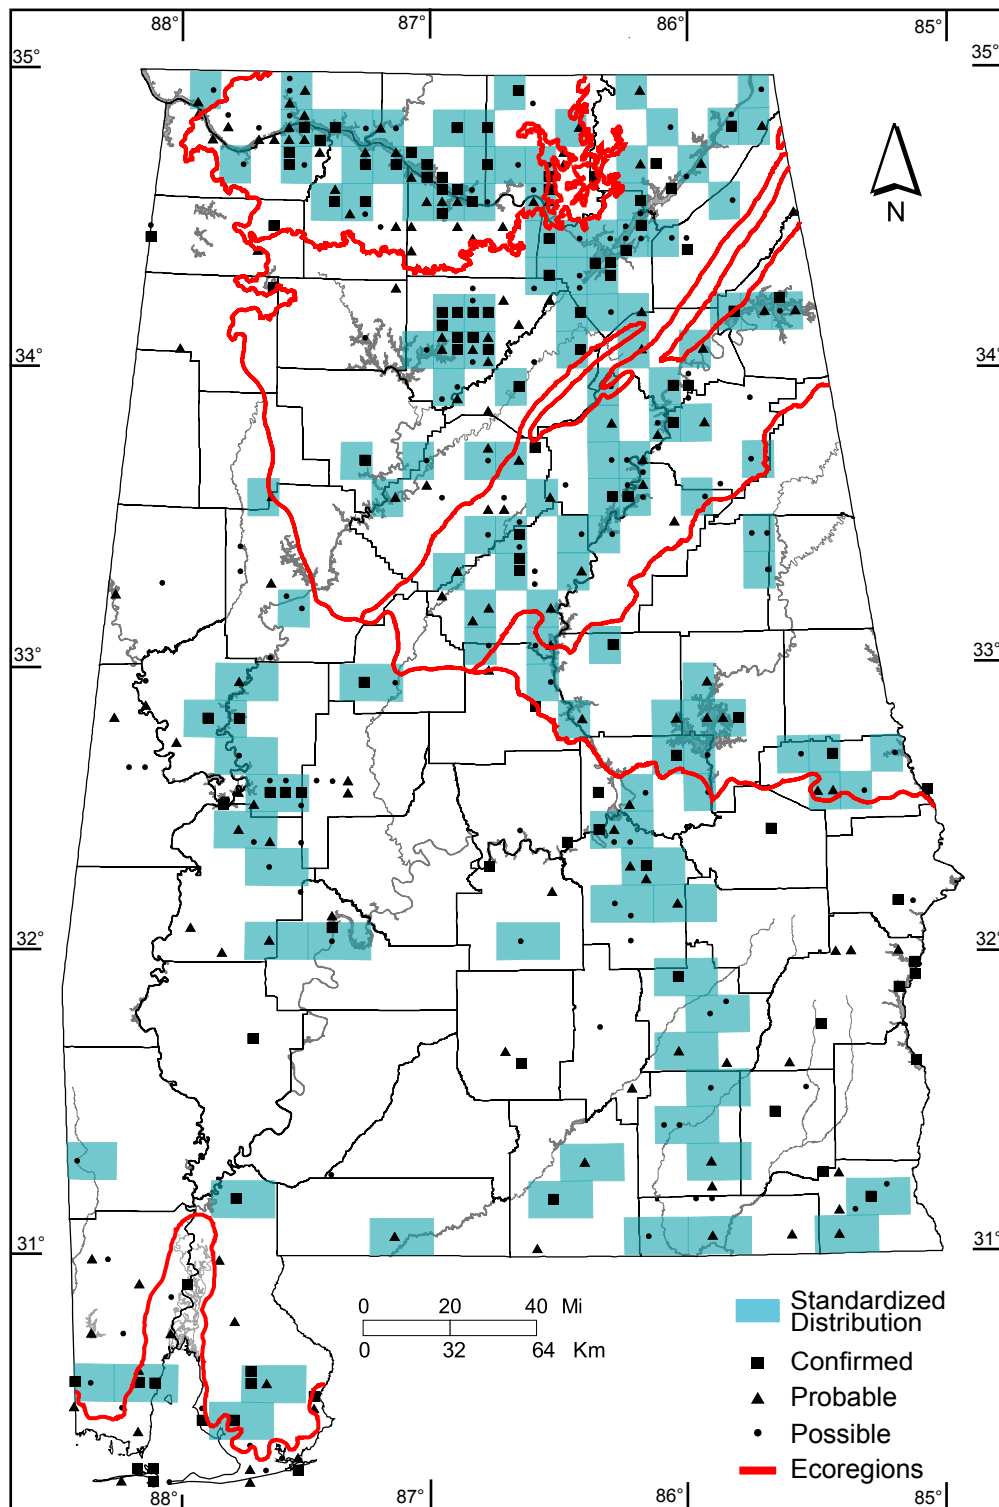 88° 87° 86° 85°
35° 35°
N
34° 34°
33° 33°
32° 32°
31° 31°
0 20 40 Mi
0 32 64 Km
Standardized
Distribution
Confirmed
Probable
Possible
Ecoregions
88° 87° 86° 85°